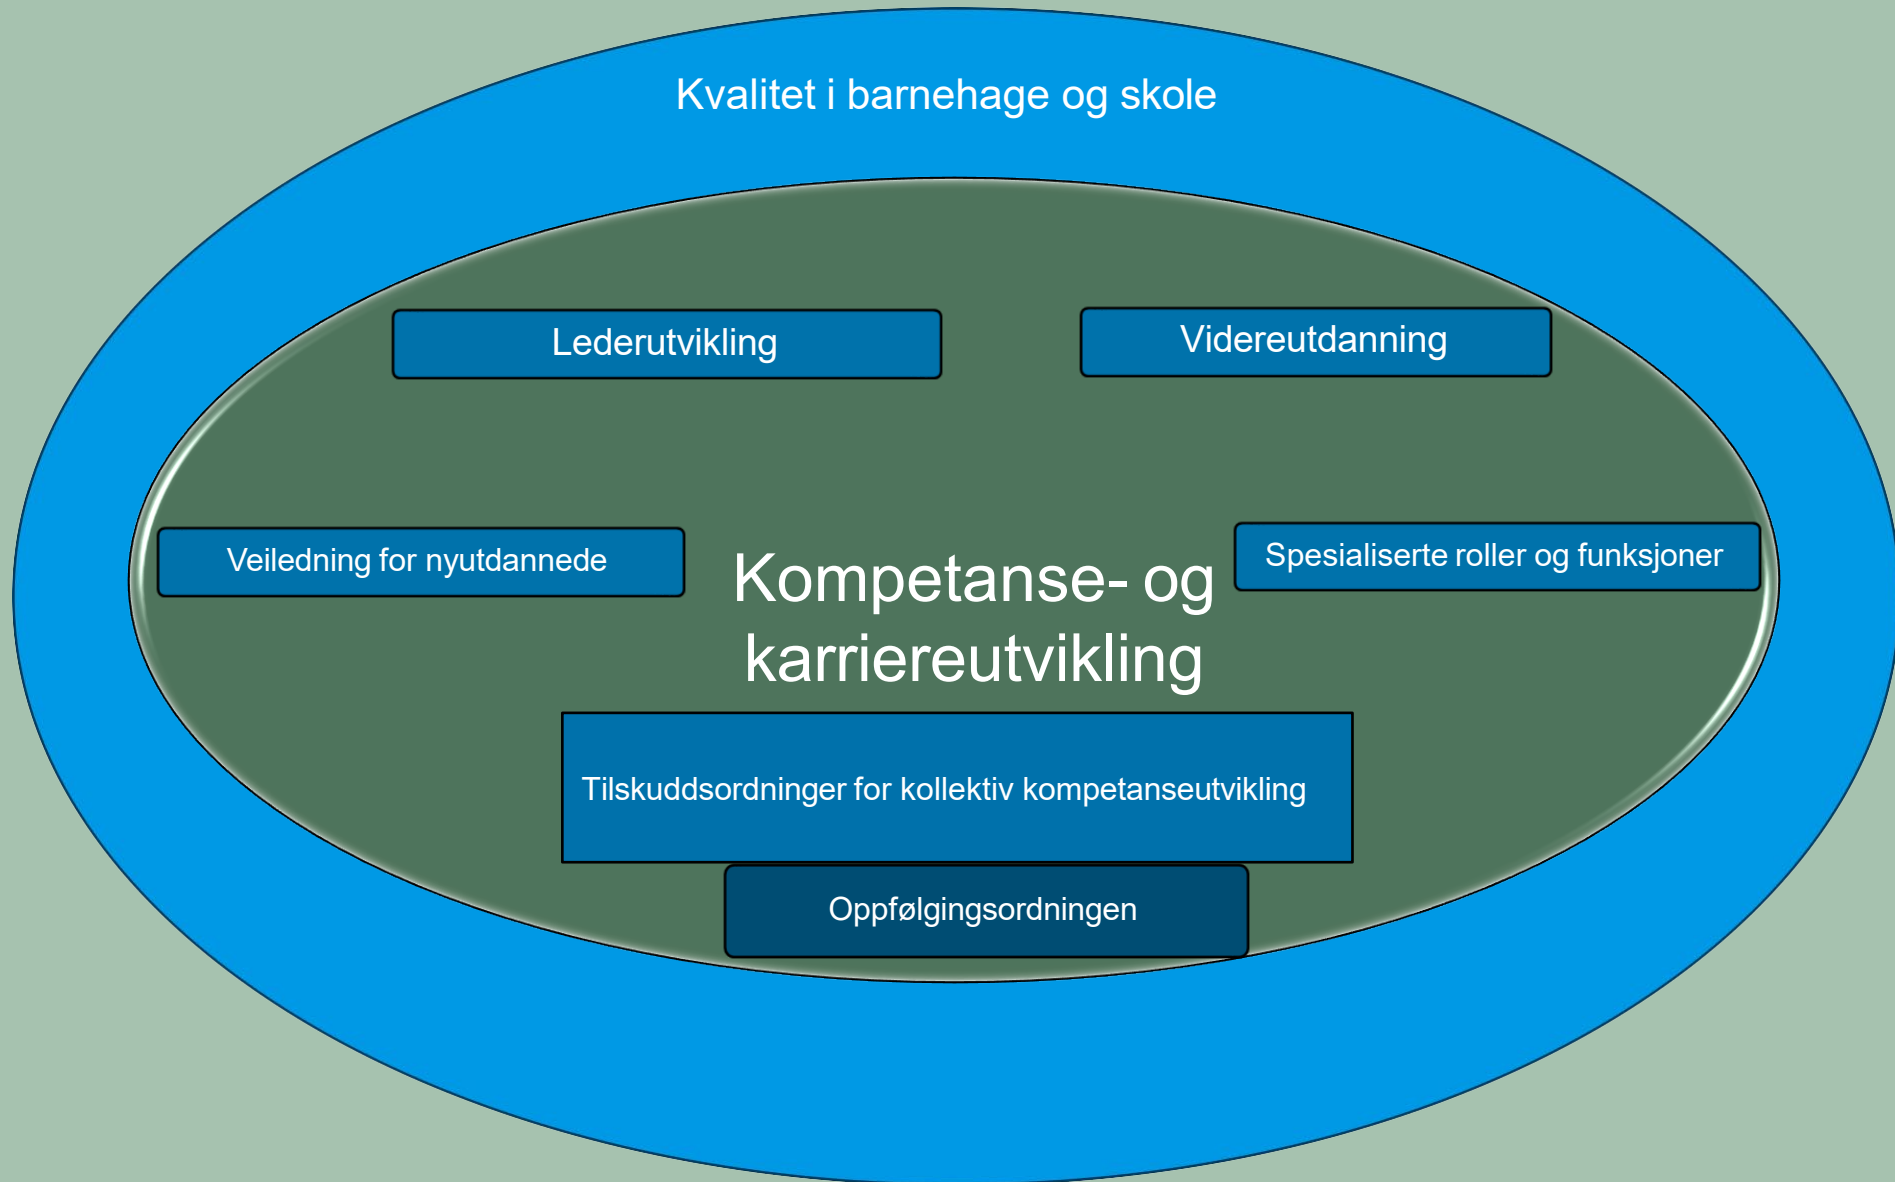 Kvalitet i barnehage og skole
Lederutvikling
Videreutdanning
Veiledning for nyutdannede
Spesialiserte roller og funksjoner
Kompetanse- og
karriereutvikling
Tilskuddsordninger for kollektiv kompetanseutvikling
Oppfølgingsordningen